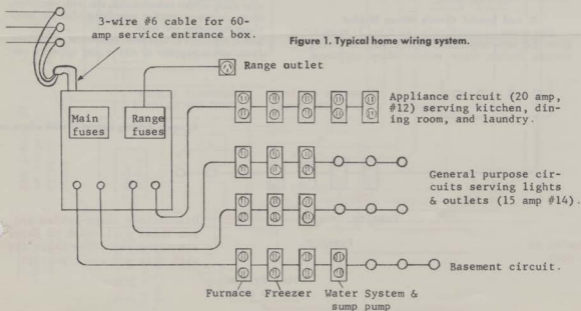 3-wire #6 cable for 60-
amp service entrance box.
Figure 1. Typical home wiring system.
Range outlet
Main
fuses
Range
fuses
Appliance circuit (20 amp,
#12) serving kitchen, din-
ing room, and laundry.
General purpose cir-
cuits serving lights
& outlets (15 amp #14).
Basement circuit.
Furnace
Freezer
Water System &
sump pump